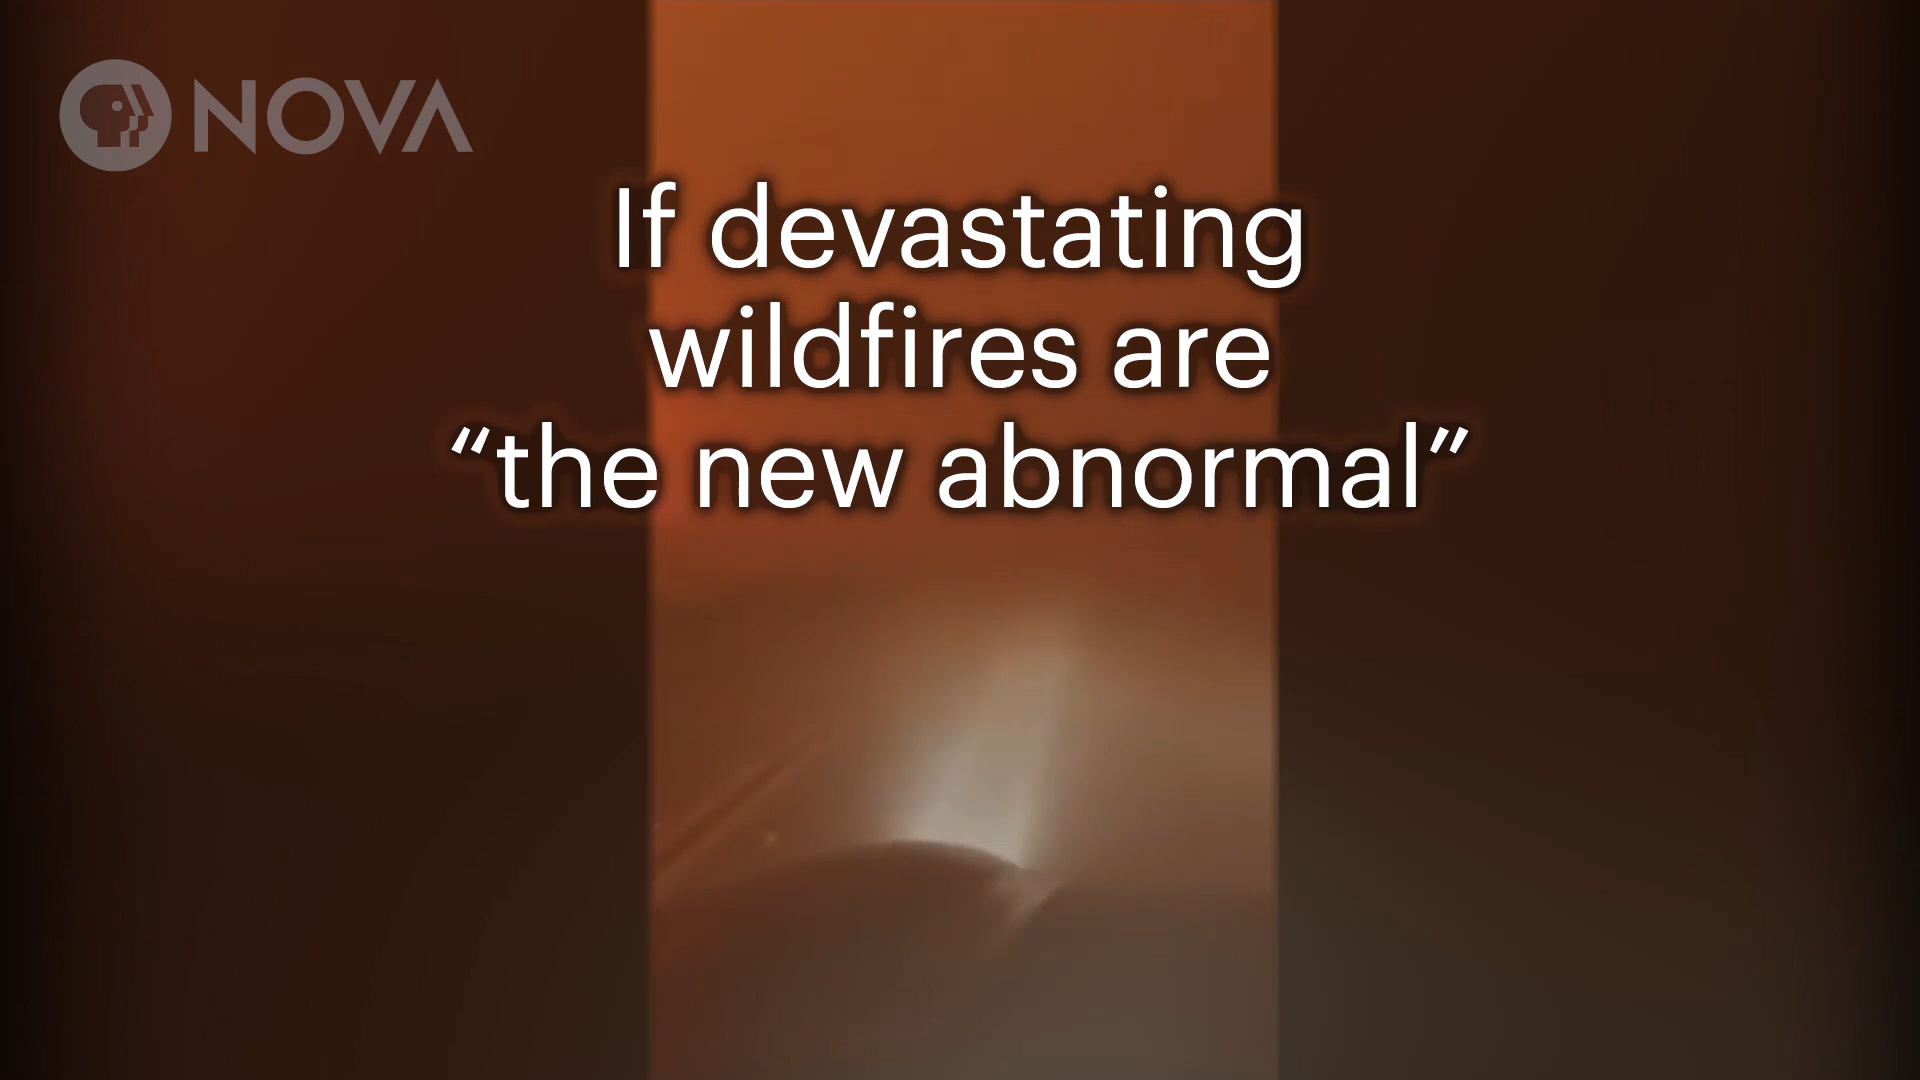 NOVA
If devastating
wildfires are
“the new abnormal”